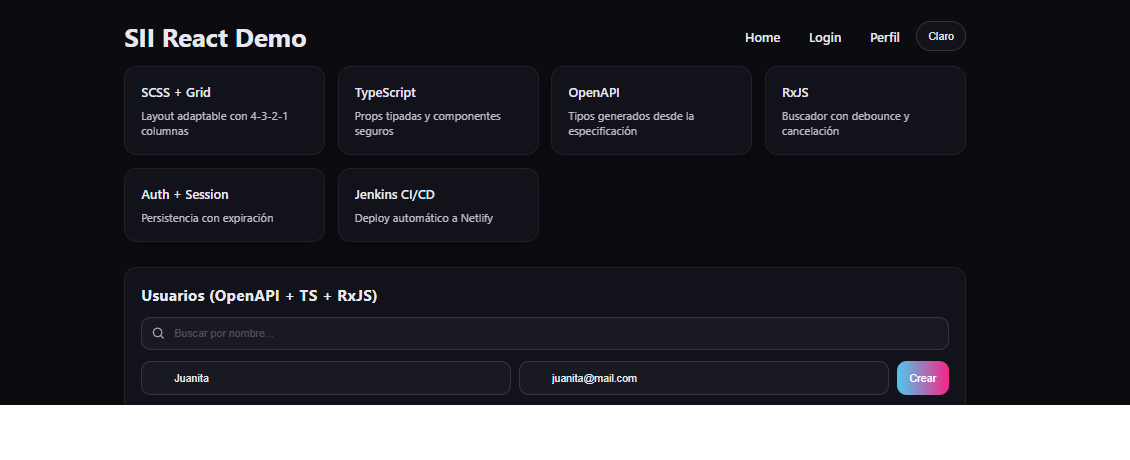 SII React Demo
Home Login Perfil Claro
SCSS + Grid
Layout adaptable con 4-3-2-1
columnas
TypeScript
Props tipadas y componentes
seguros
OpenAPI
Tipos generados desde la
especificación
RxJS
Buscador con debounce y
cancelación
Auth + Session
Persistencia con expiración
Jenkins CI/CD
Deploy automático a Netlify
Usuarios (OpenAPI + TS + RxJS)
Buscar por nombre...
Juanita juanita@mail.com Crear